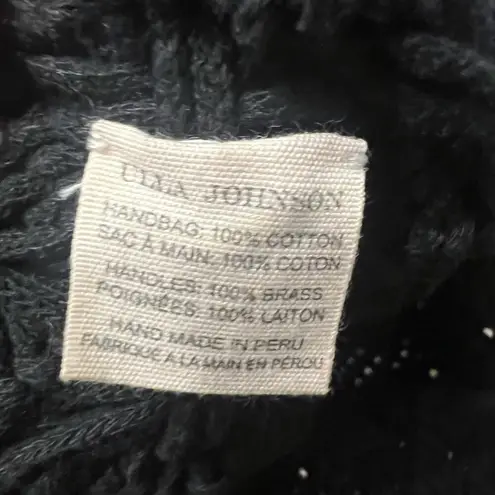 ULLA JOHNSON
HANDBAG: 100% COTTON
SAC À MAIN: 100% COTON
HANDLES: 100% BRASS
POIGNÉES: 100% LAITON
HAND MADE IN PERU
FABRIQUE A LA MAIN EN PÉROU